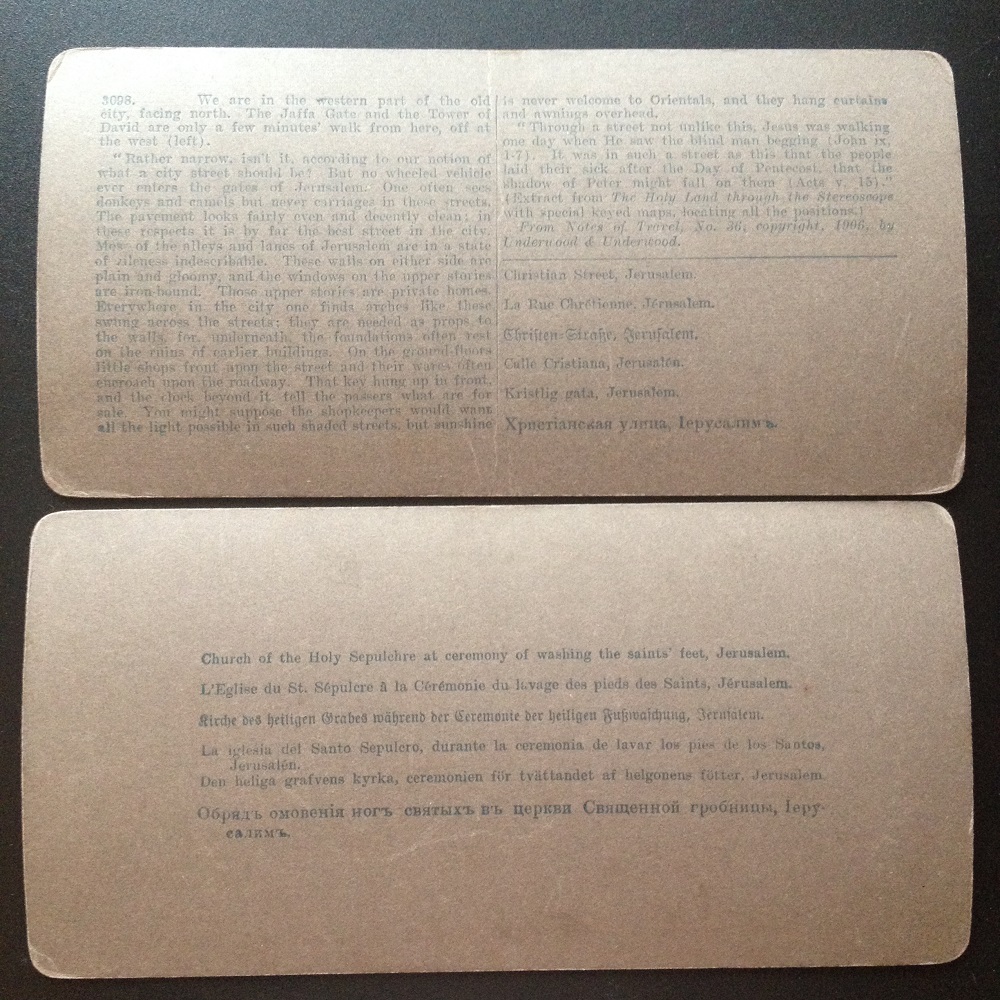 3098. We are in the western part of the old
city, facing north. The Jaffa Gate and the Tower of
David are only a few minutes' walk from here, off at
the west (left).
"Rather narrow, isn't it, according to our notion of
what a city street should be? But no wheeled vehicle
ever enters the gates of Jerusalem. One often sees
donkeys and camels but never carriages in these streets.
The pavement looks fairly even and decently clean; in
these respects it is by far the best street in the city.
Most of the alleys and lanes of Jerusalem are in a state
of vileness indescribable. These walls on either side are
plain and gloomy, and the windows on the upper stories
are iron-bound. Those upper stories are private homes.
Everywhere in the city one finds arches like these
swung across the streets; they are needed as props to
the walls, for, underneath, the foundations often rest
on the ruins of earlier buildings. On the ground-floors
little shops front upon the street and their wares often
encroach upon the roadway. That key hung up in front,
and the clock beyond it tell the passers what are for
sale. You might suppose the shopkeepers would want
all the light possible in such shaded streets, but sunshine
is never welcome to Orientals, and they hang curtains
and awnings overhead.
"Through a street not unlike this, Jesus was walking
one day when He saw the blind man begging (John ix,
1-7). It was in such a street as this that the people
laid their sick after the Day of Pentecost, that the
shadow of Peter might fall on them (Acts v, 15)."
(Extract from The Holy Land through the Stereoscope
with special keyed maps, locating all the positions.)
From Notes of Travel, No. 36, copyright, 1906, by
Underwood & Underwood.
Christian Street, Jerusalem.
La Rue Chrétienne, Jérusalem.
Christen-Straße, Jerusalem.
Calle Cristiana, Jerusalén.
Kristlig gata, Jerusalem.
Христіанская улица, Іерусалимъ.
Church of the Holy Sepulchre at ceremony of washing the saints' feet, Jerusalem.
L'Eglise du St. Sépulcre à la Cérémonie du lavage des pieds des Saints, Jérusalem.
Kirche des heiligen Grabes während der Ceremonie der heiligen Fußwaschung, Jerusalem.
La iglesia del Santo Sepulcro, durante la ceremonia de lavar los pies de los Santos,
Jerusalén.
Den heliga grafvens kyrka, ceremonien för tvättandet af helgonens fötter, Jerusalem.
Обрядъ омовенія ногъ святыхъ въ церкви Священной гробницы, Іеру-
салимъ.